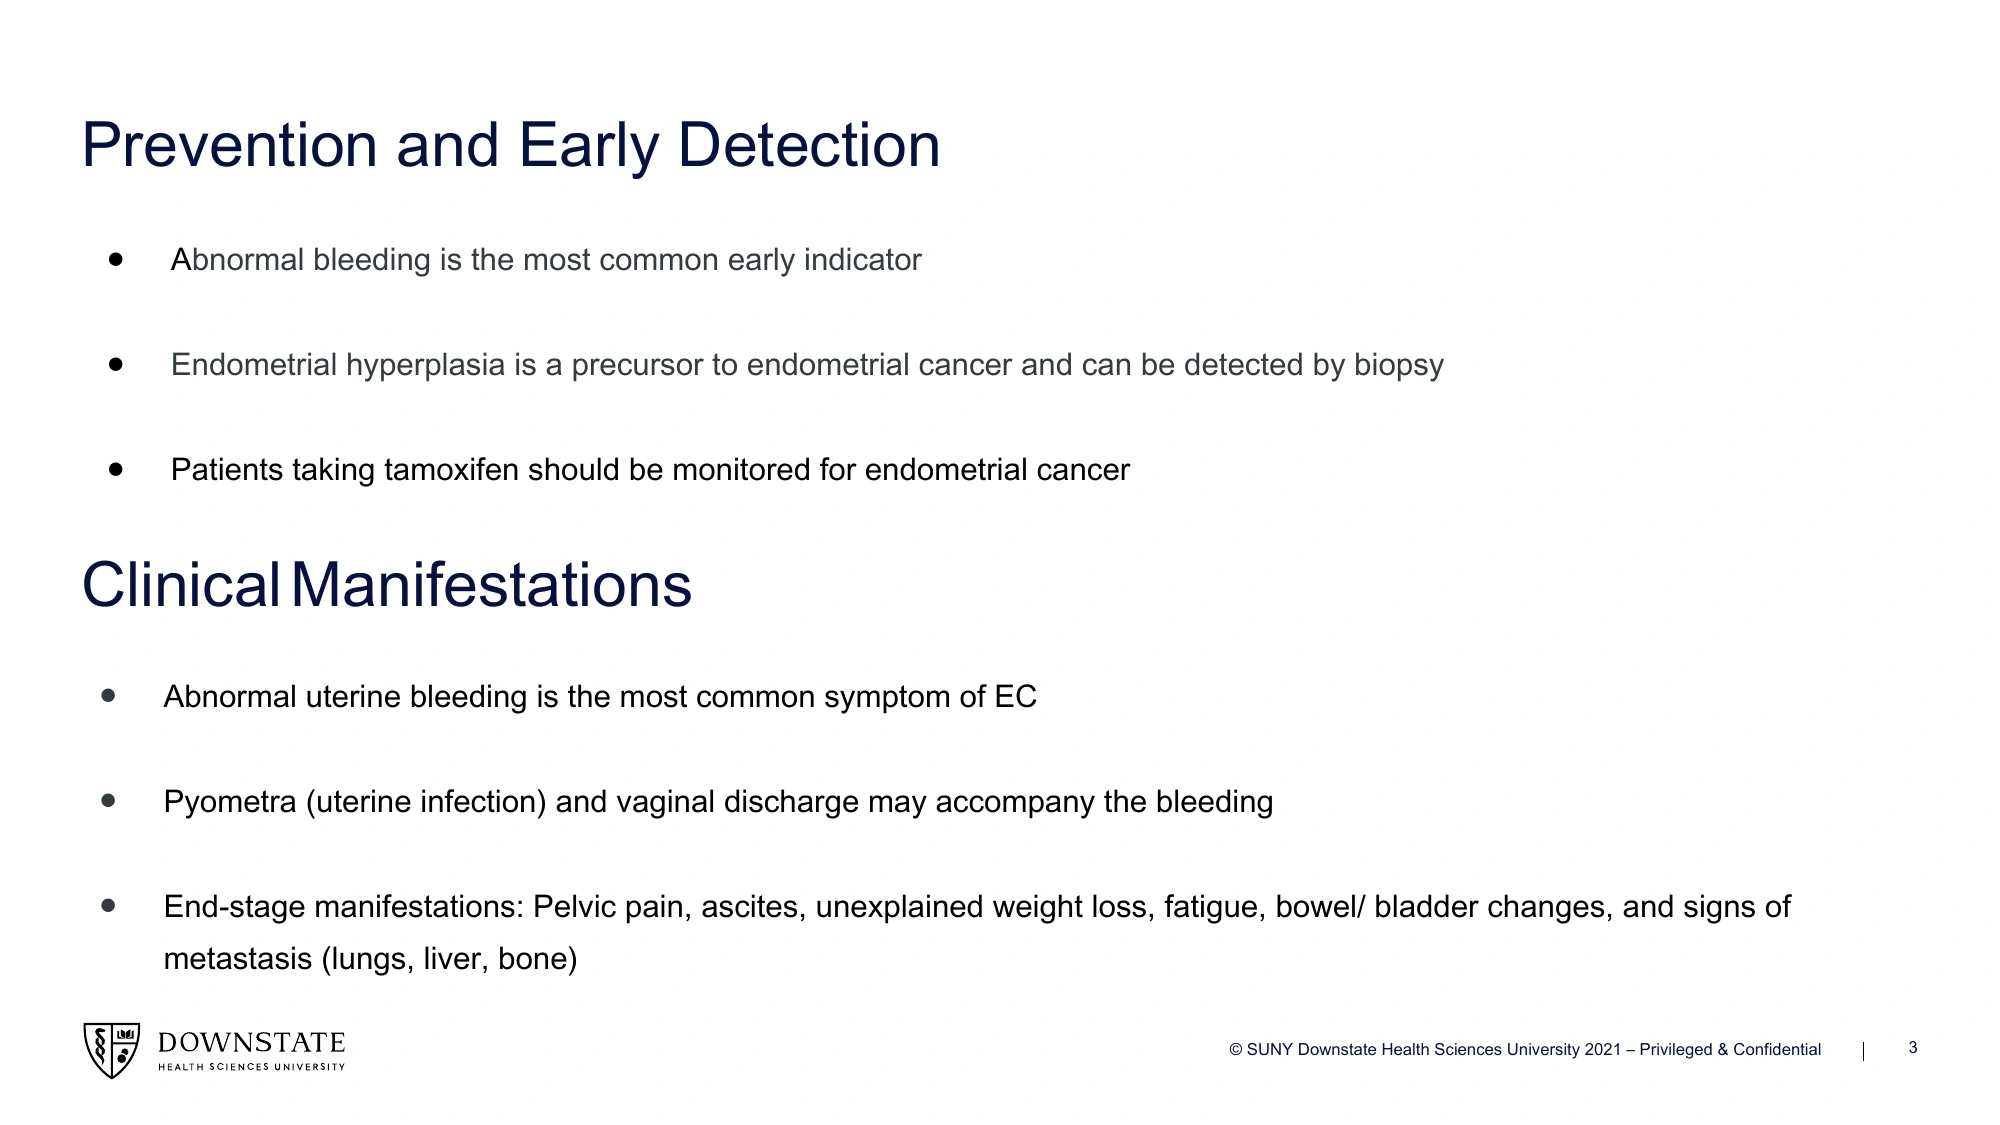 Prevention and Early Detection
● Abnormal bleeding is the most common early indicator
● Endometrial hyperplasia is a precursor to endometrial cancer and can be detected by biopsy
● Patients taking tamoxifen should be monitored for endometrial cancer
Clinical Manifestations
● Abnormal uterine bleeding is the most common symptom of EC
● Pyometra (uterine infection) and vaginal discharge may accompany the bleeding
● End-stage manifestations: Pelvic pain, ascites, unexplained weight loss, fatigue, bowel/ bladder changes, and signs of
metastasis (lungs, liver, bone)
DOWNSTATE
HEALTH SCIENCES UNIVERSITY
© SUNY Downstate Health Sciences University 2021 – Privileged & Confidential | 3